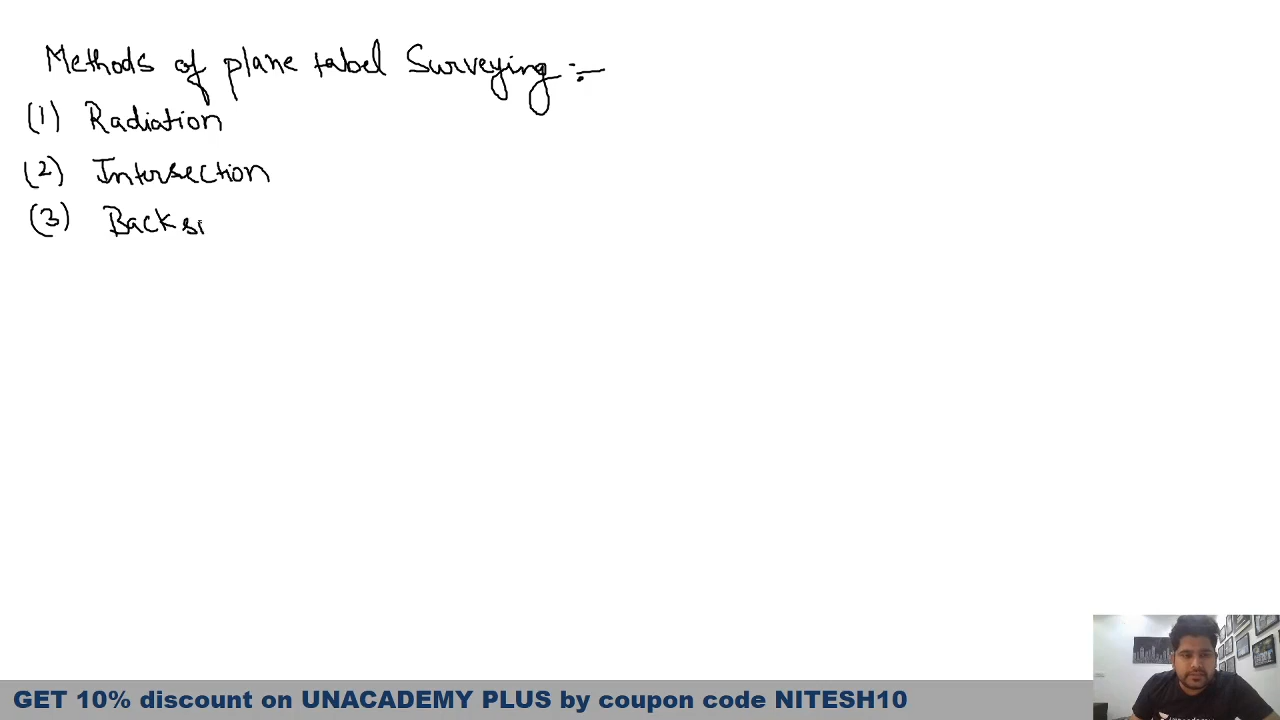 Methods of plane tabel Surveying :-
(1) Radiation
(2) Intersection
(3) Back si
GET 10% discount on UNACADEMY PLUS by coupon code NITESH10